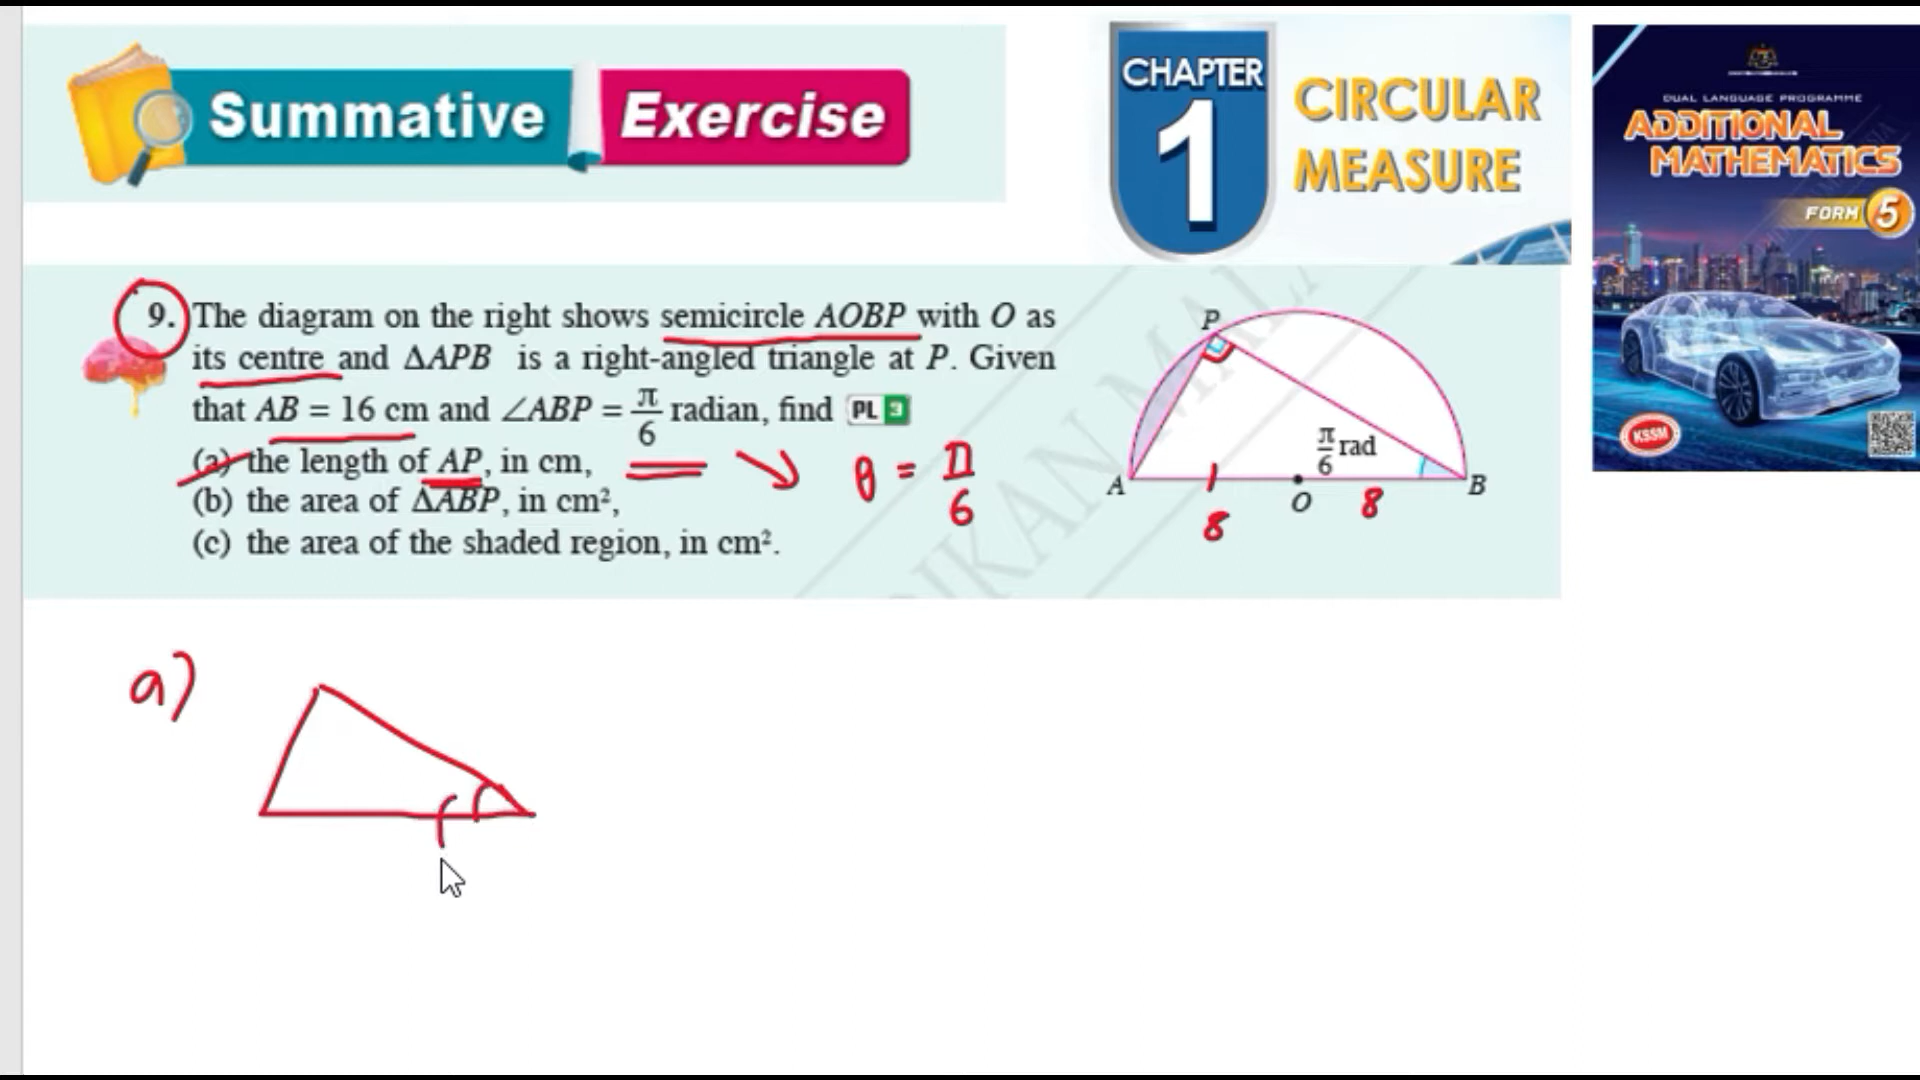 Summative Exercise
CHAPTER
1
CIRCULAR
MEASURE
DUAL LANGUAGE PROGRAMME
ADDITIONAL
MATHEMATICS
FORM 5
KSSM
9. The diagram on the right shows semicircle AOBP with O as
its centre and ΔAPB is a right-angled triangle at P. Given
that AB = 16 cm and ∠ABP = π/6 radian, find PL 3
(a) the length of AP, in cm,
(b) the area of ΔABP, in cm²,
(c) the area of the shaded region, in cm².
θ = π/6
P
π/6 rad
A
O
B
8
8
a)